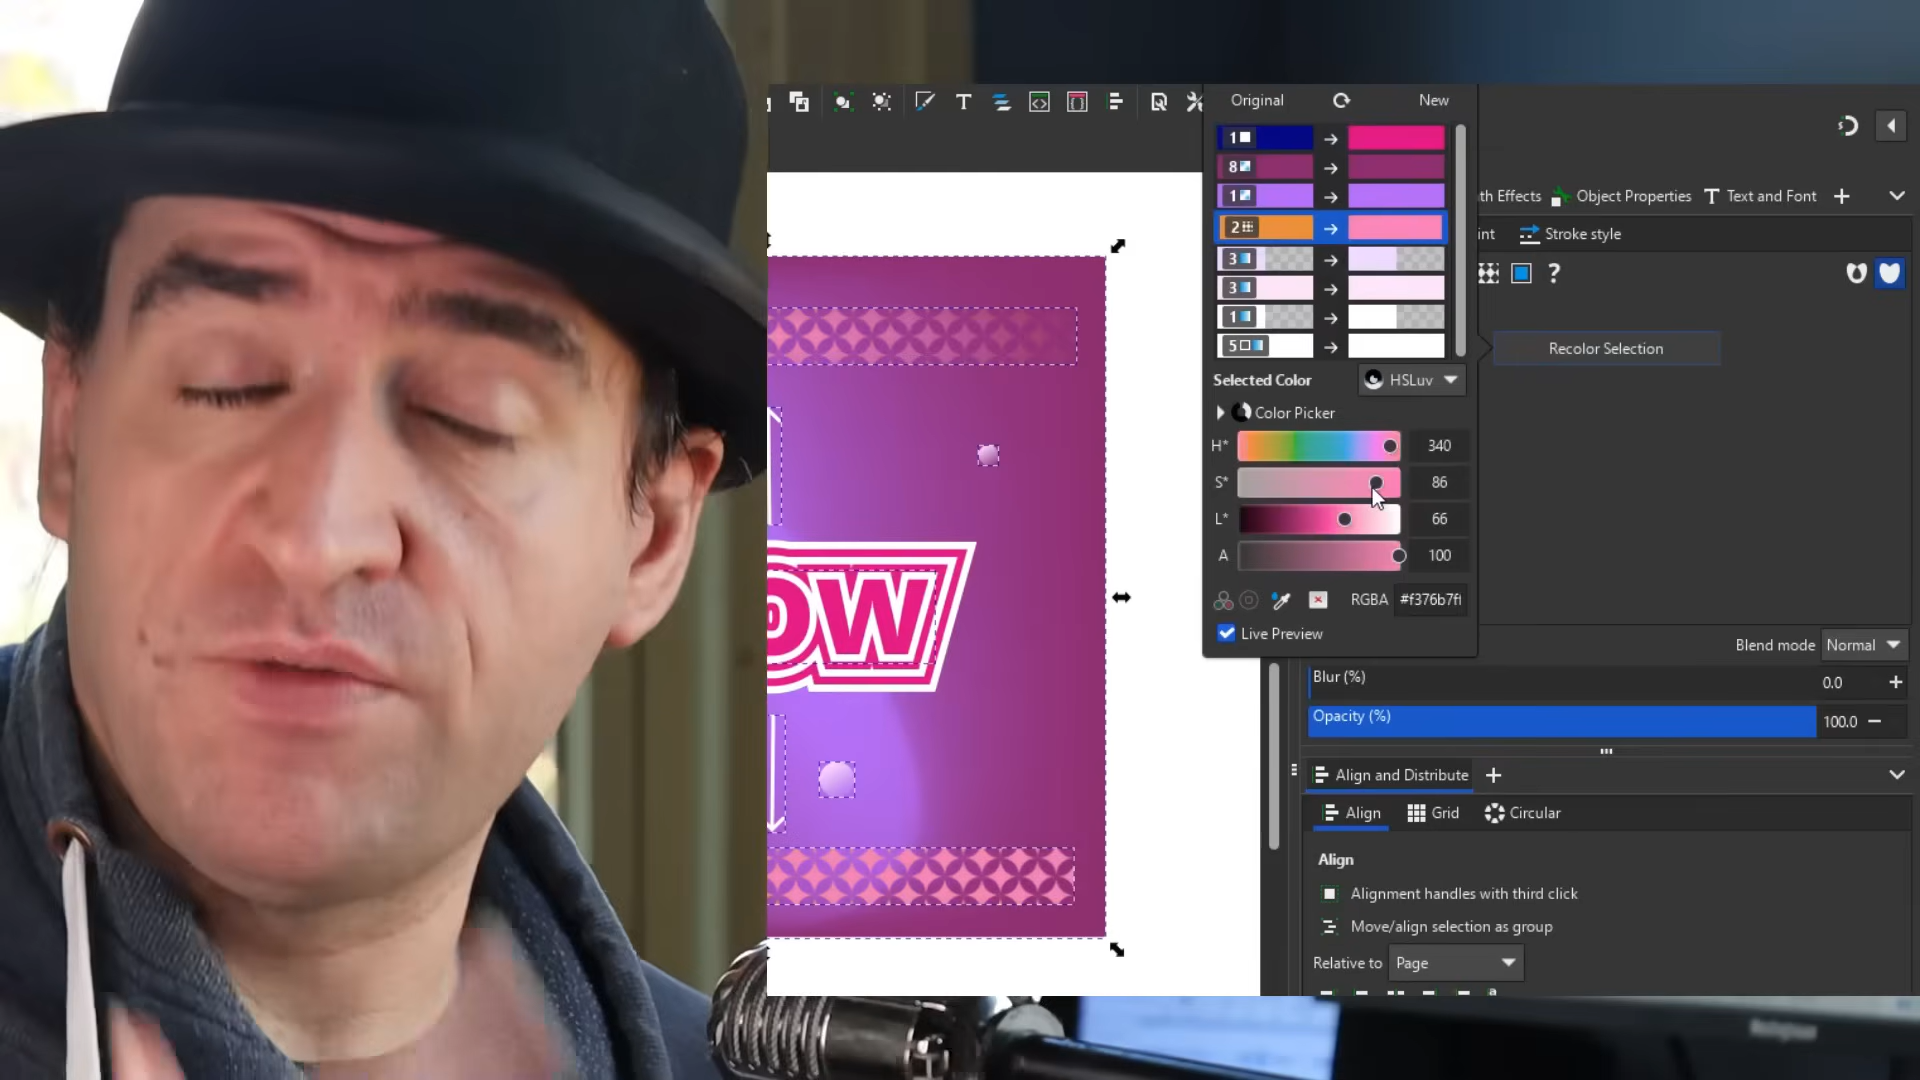 Original New
1
8
1
2
3
3
1
5
th Effects Object Properties Text and Font
int Stroke style
Recolor Selection
Selected Color HSLuv
Color Picker
H* 340
S* 86
L* 66
A 100
RGBA #f376b7f
Live Preview
OW
Blend mode Normal
Blur (%) 0.0
Opacity (%) 100.0
Align and Distribute
Align Grid Circular
Align
Alignment handles with third click
Move/align selection as group
Relative to Page